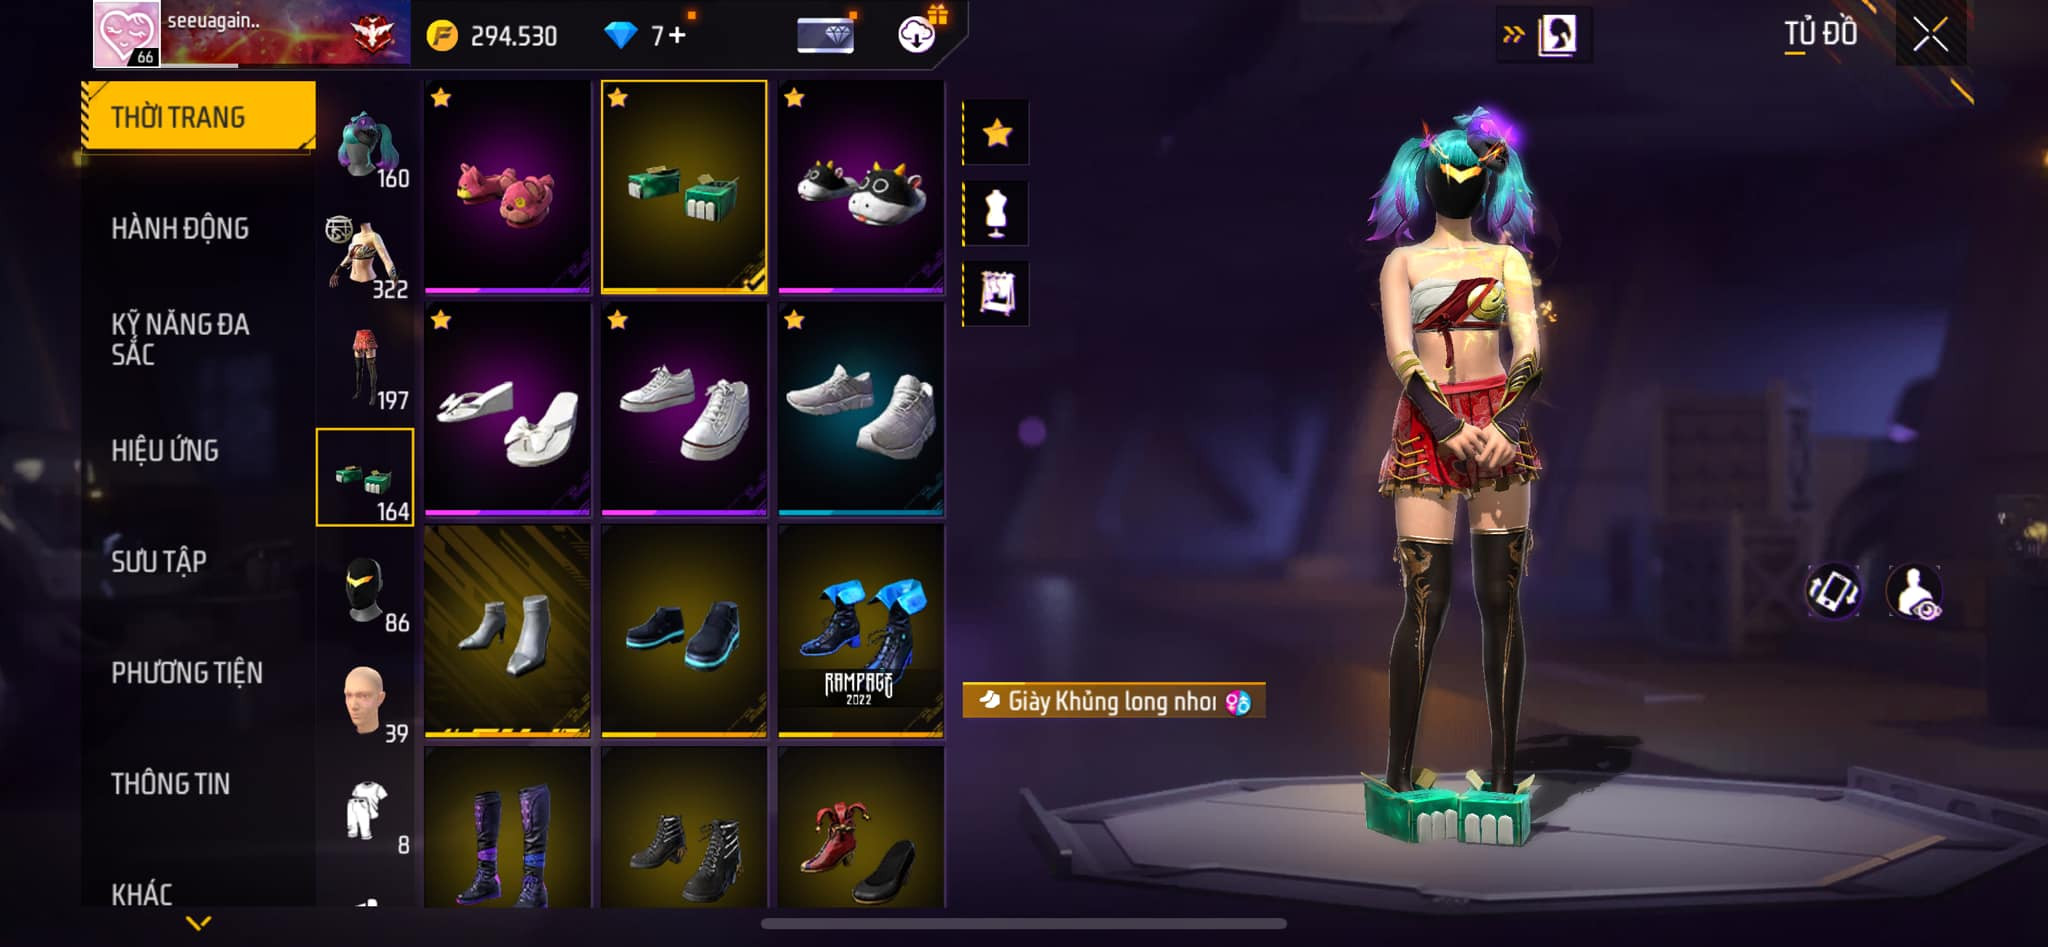 seeuagain..
66
294.530
7+
TỦ ĐỒ
THỜI TRANG
HÀNH ĐỘNG
KỸ NĂNG ĐA
SẮC
HIỆU ỨNG
SƯU TẬP
PHƯƠNG TIỆN
THÔNG TIN
KHÁC
160
322
197
164
86
39
8
RAMPAGE
2022
Giày Khủng long nhoi